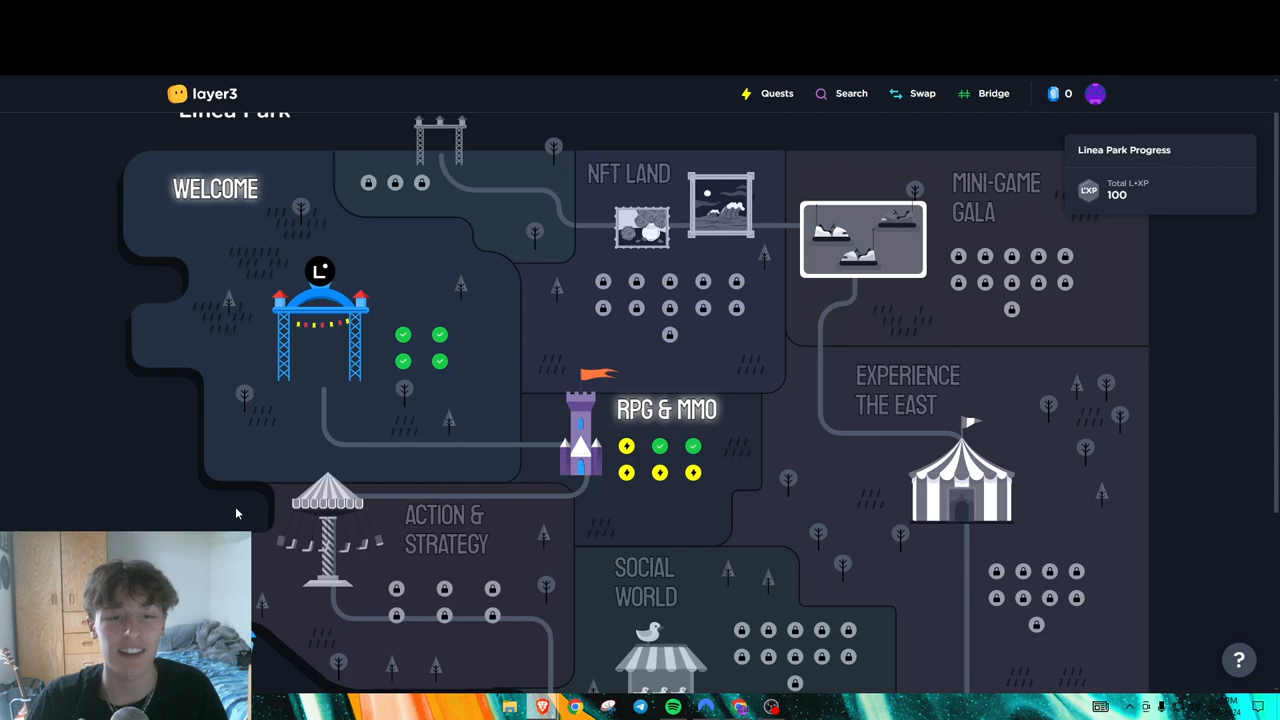 layer3
Quests
Search
Swap
Bridge
0
Linea Park
Linea Park Progress
L•XP
Total L•XP
100
WELCOME
L
NFT LAND
MINI-GAME
GALA
EXPERIENCE
THE EAST
RPG & MMO
ACTION &
STRATEGY
SOCIAL
WORLD
?